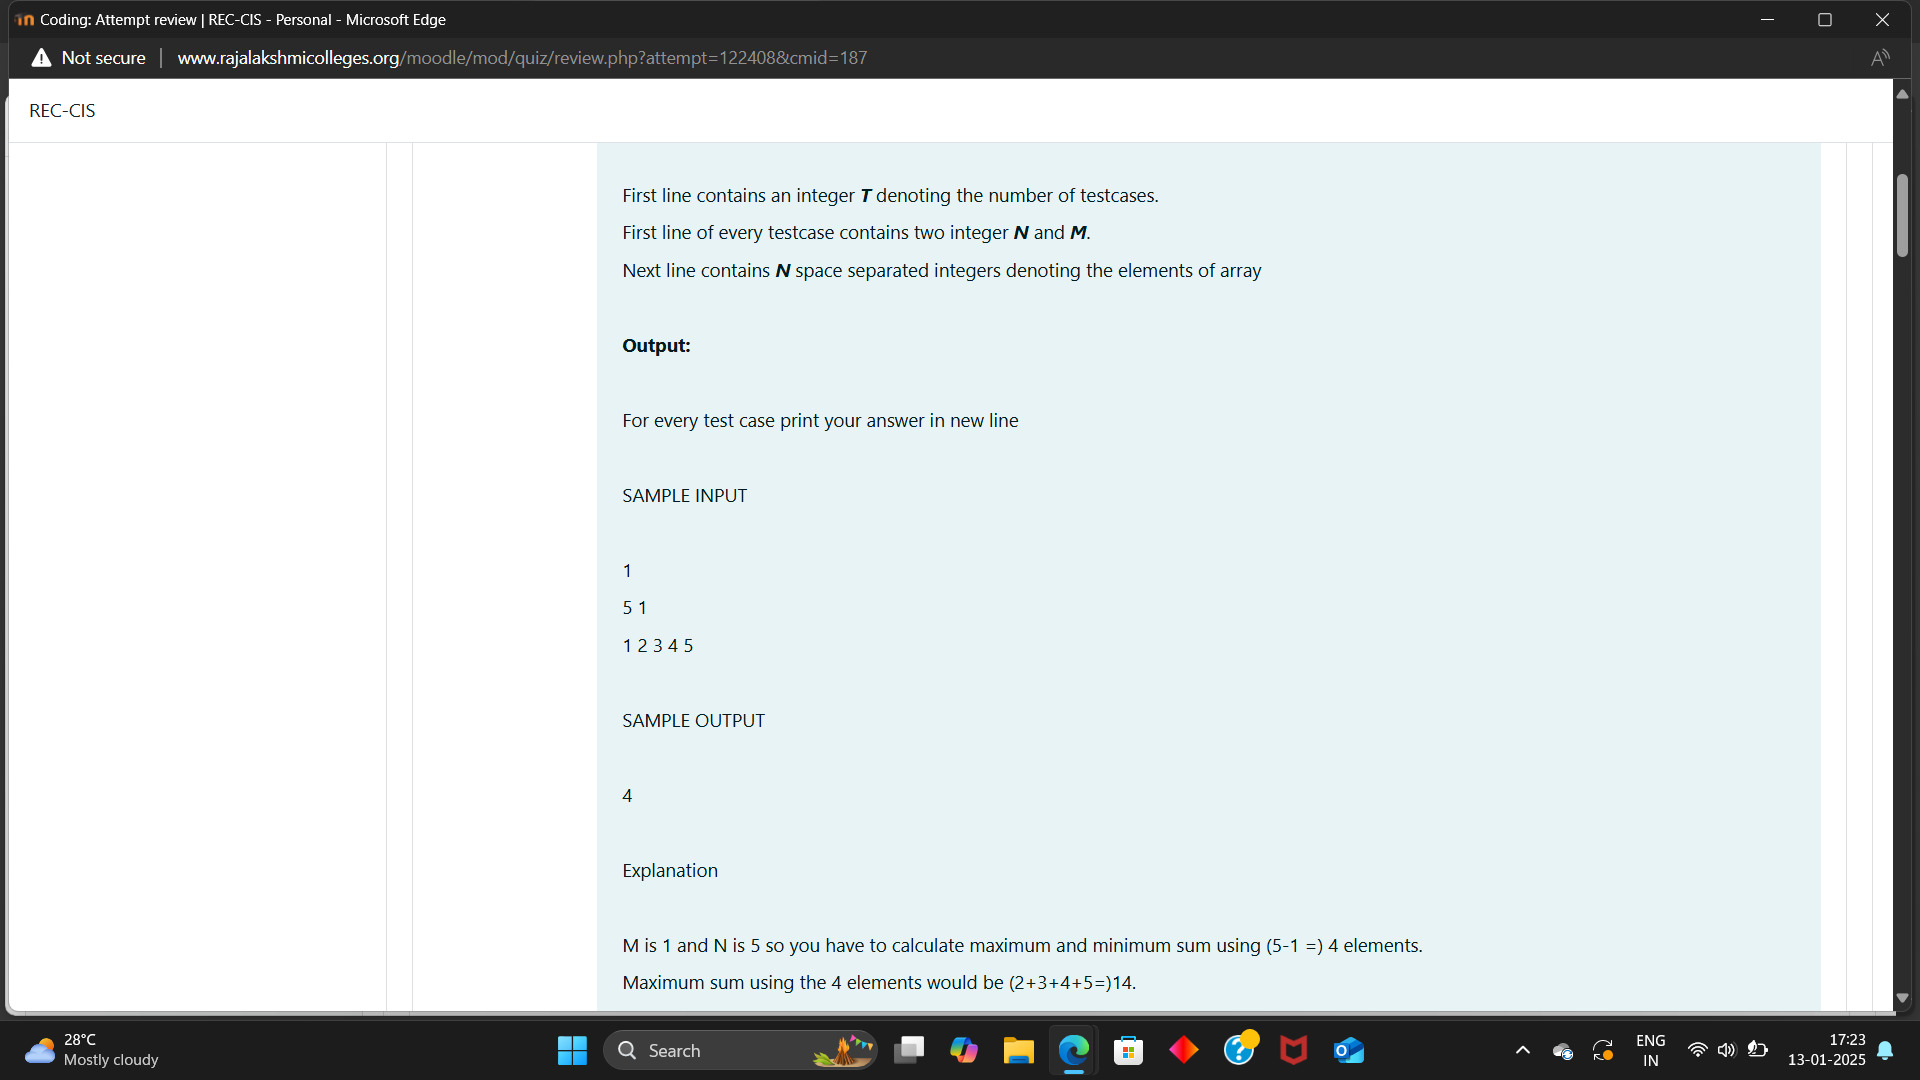 Coding: Attempt review | REC-CIS - Personal - Microsoft Edge
Not secure
www.rajalakshmicolleges.org/moodle/mod/quiz/review.php?attempt=122408&cmid=187
REC-CIS
First line contains an integer T denoting the number of testcases.
First line of every testcase contains two integer N and M.
Next line contains N space separated integers denoting the elements of array
Output:
For every test case print your answer in new line
SAMPLE INPUT
1
5 1
1 2 3 4 5
SAMPLE OUTPUT
4
Explanation
M is 1 and N is 5 so you have to calculate maximum and minimum sum using (5-1 =) 4 elements.
Maximum sum using the 4 elements would be (2+3+4+5=)14.
28°C
Mostly cloudy
Search
ENG
IN
17:23
13-01-2025